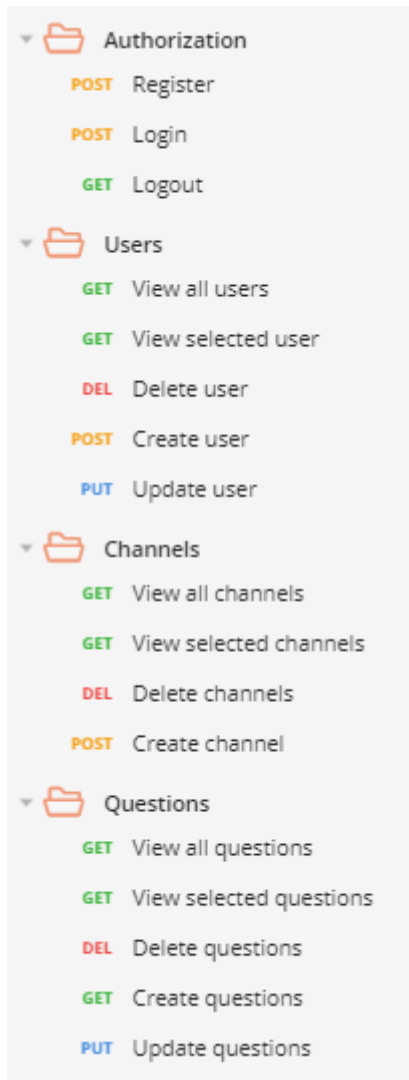 Authorization
POST Register
POST Login
GET Logout
Users
GET View all users
GET View selected user
DEL Delete user
POST Create user
PUT Update user
Channels
GET View all channels
GET View selected channels
DEL Delete channels
POST Create channel
Questions
GET View all questions
GET View selected questions
DEL Delete questions
GET Create questions
PUT Update questions